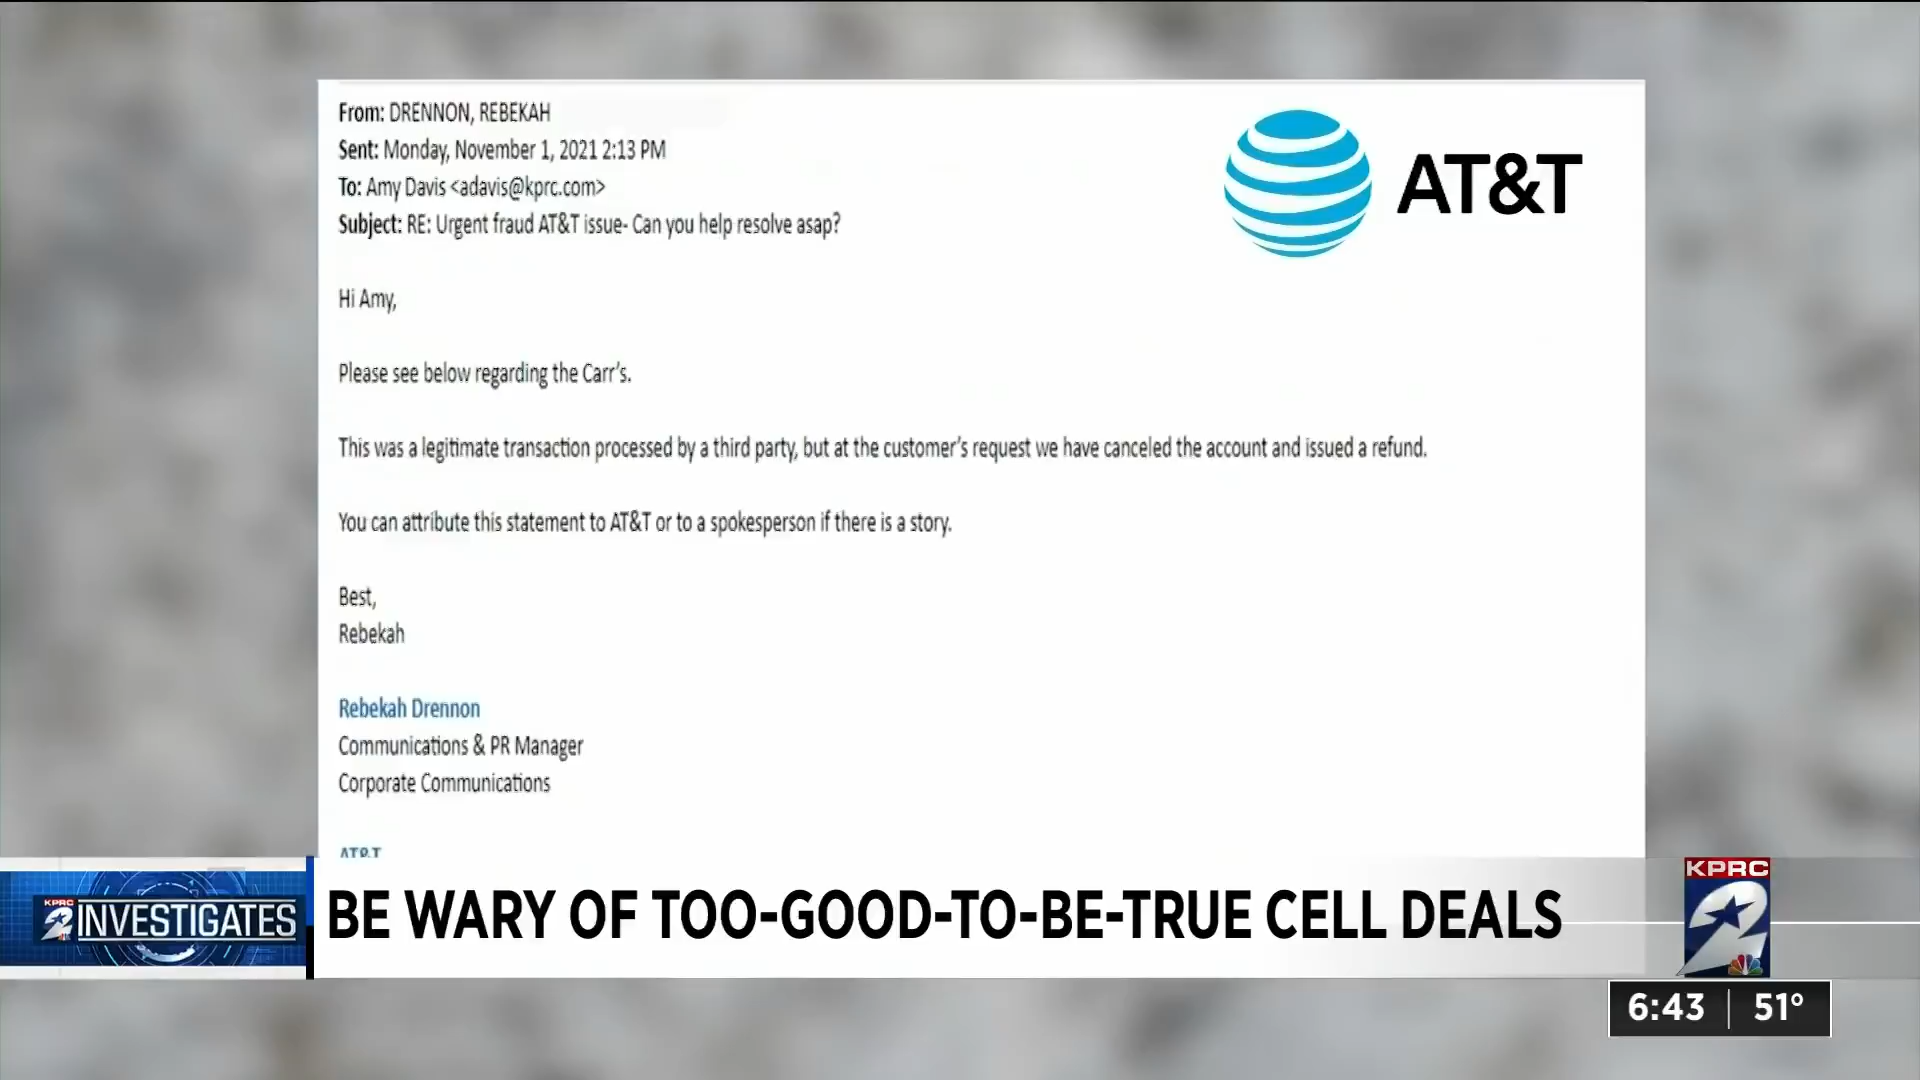 From: DRENNON, REBEKAH
Sent: Monday, November 1, 2021 2:13 PM
To: Amy Davis <adavis@kprc.com>
Subject: RE: Urgent fraud AT&T issue- Can you help resolve asap?
AT&T
Hi Amy,
Please see below regarding the Carr's.
This was a legitimate transaction processed by a third party, but at the customer's request we have canceled the account and issued a refund.
You can attribute this statement to AT&T or to a spokesperson if there is a story.
Best,
Rebekah
Rebekah Drennon
Communications & PR Manager
Corporate Communications
AT&T
KPRC 2 INVESTIGATES
BE WARY OF TOO-GOOD-TO-BE-TRUE CELL DEALS
KPRC
2
6:43 51°